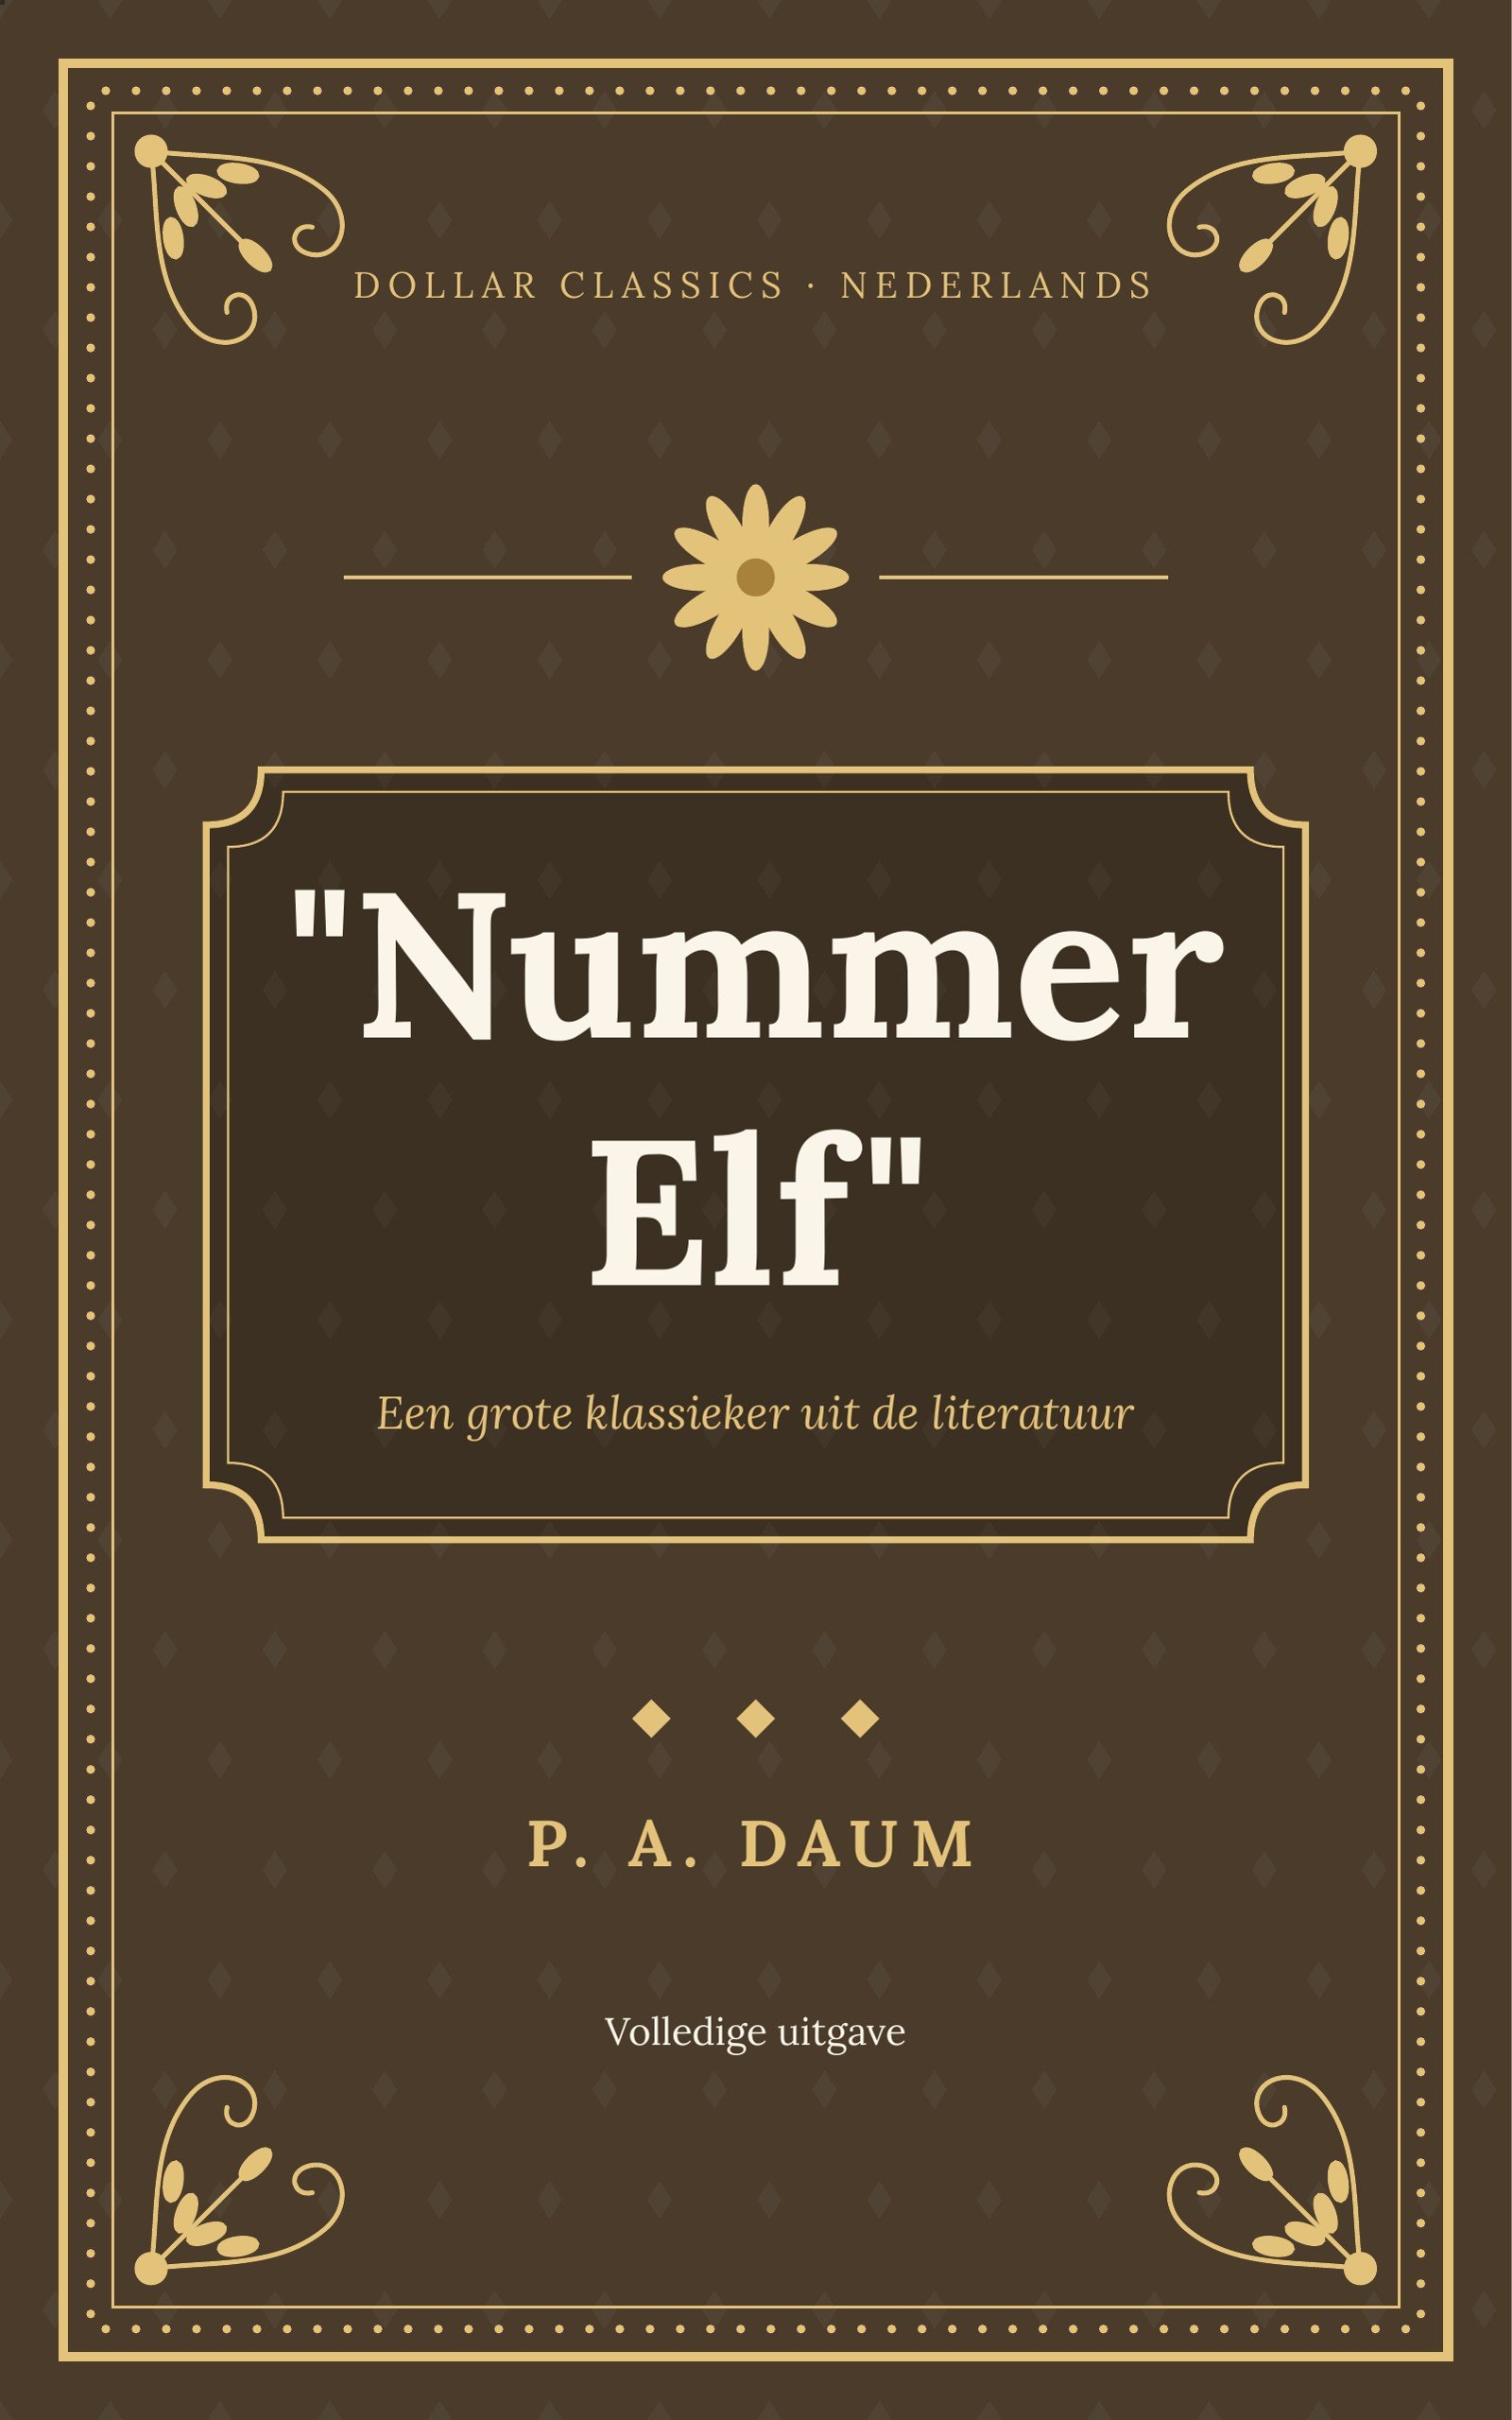 DOLLAR CLASSICS · NEDERLANDS
"Nummer
Elf"
Een grote klassieker uit de literatuur
P. A. DAUM
Volledige uitgave